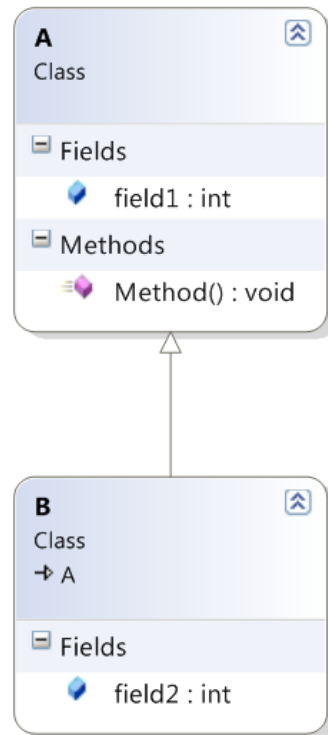 A
Class
Fields
field1 : int
Methods
Method() : void
B
Class
A
Fields
field2 : int